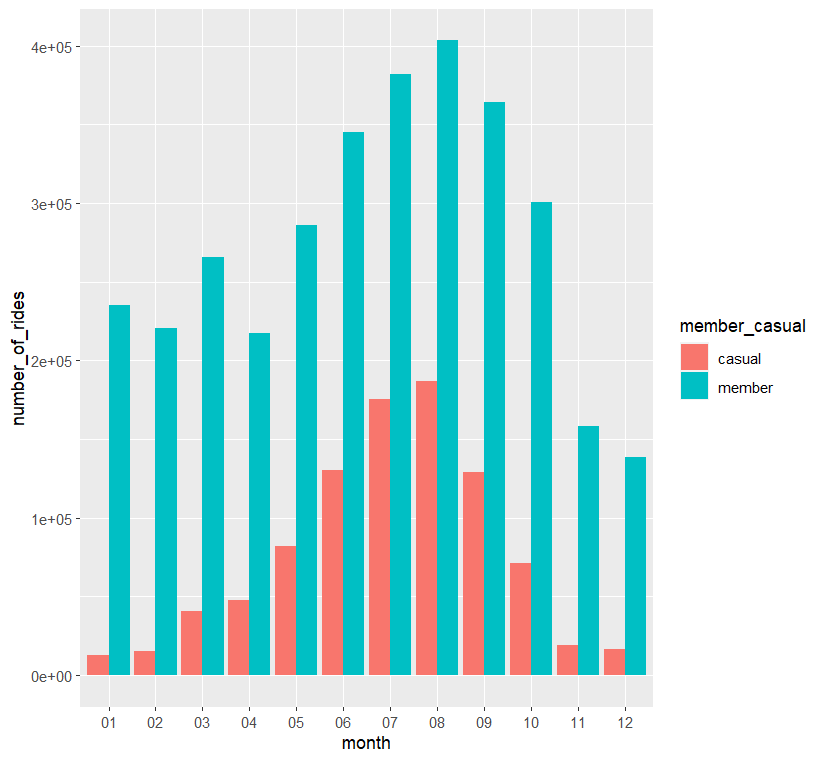 number_of_rides
4e+05
3e+05
2e+05
1e+05
0e+00
01 02 03 04 05 06 07 08 09 10 11 12
month
member_casual
casual
member